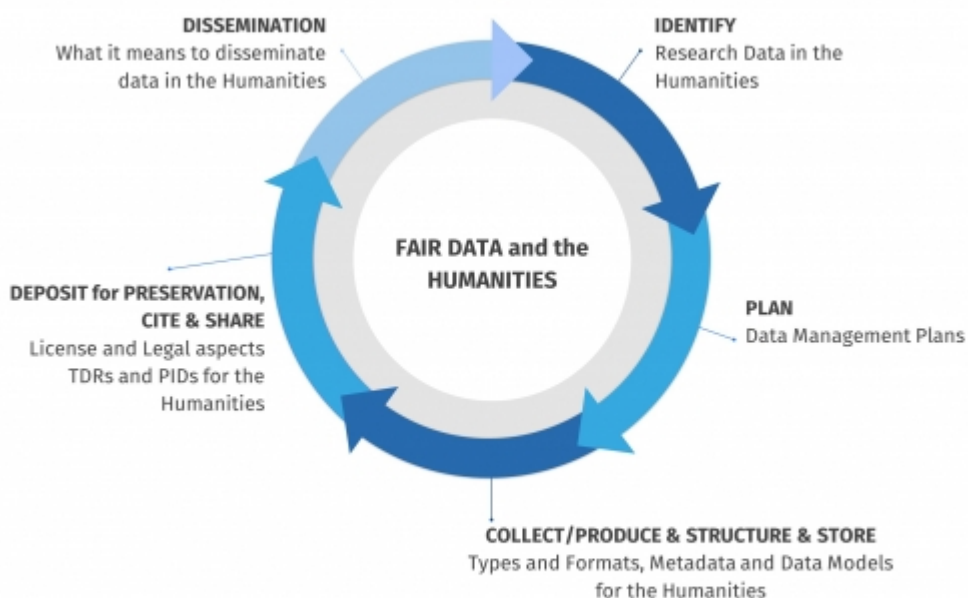 DISSEMINATION
What it means to disseminate
data in the Humanities
IDENTIFY
Research Data in the
Humanities
FAIR DATA and the
HUMANITIES
PLAN
Data Management Plans
DEPOSIT for PRESERVATION,
CITE & SHARE
License and Legal aspects
TDRs and PIDs for the
Humanities
COLLECT/PRODUCE & STRUCTURE & STORE
Types and Formats, Metadata and Data Models
for the Humanities